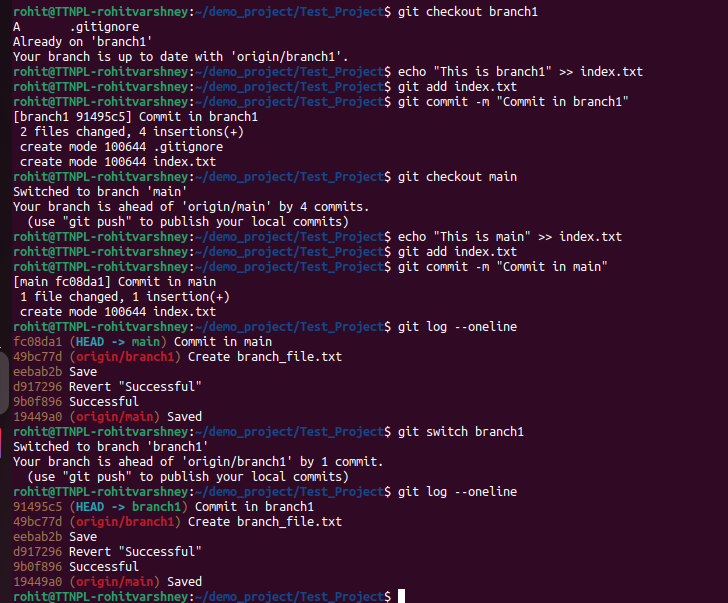 rohit@TTNPL-rohitvarshney:~/demo_project/Test_Project$ git checkout branch1
A       .gitignore
Already on 'branch1'
Your branch is up to date with 'origin/branch1'.
rohit@TTNPL-rohitvarshney:~/demo_project/Test_Project$ echo "This is branch1" >> index.txt
rohit@TTNPL-rohitvarshney:~/demo_project/Test_Project$ git add index.txt
rohit@TTNPL-rohitvarshney:~/demo_project/Test_Project$ git commit -m "Commit in branch1"
[branch1 91495c5] Commit in branch1
 2 files changed, 4 insertions(+)
 create mode 100644 .gitignore
 create mode 100644 index.txt
rohit@TTNPL-rohitvarshney:~/demo_project/Test_Project$ git checkout main
Switched to branch 'main'
Your branch is ahead of 'origin/main' by 4 commits.
  (use "git push" to publish your local commits)
rohit@TTNPL-rohitvarshney:~/demo_project/Test_Project$ echo "This is main" >> index.txt
rohit@TTNPL-rohitvarshney:~/demo_project/Test_Project$ git add index.txt
rohit@TTNPL-rohitvarshney:~/demo_project/Test_Project$ git commit -m "Commit in main"
[main fc08da1] Commit in main
 1 file changed, 1 insertion(+)
 create mode 100644 index.txt
rohit@TTNPL-rohitvarshney:~/demo_project/Test_Project$ git log --oneline
fc08da1 (HEAD -> main) Commit in main
49bc77d (origin/branch1) Create branch_file.txt
eebab2b Save
d917296 Revert "Successful"
9b0f896 Successful
19449a0 (origin/main) Saved
rohit@TTNPL-rohitvarshney:~/demo_project/Test_Project$ git switch branch1
Switched to branch 'branch1'
Your branch is ahead of 'origin/branch1' by 1 commit.
  (use "git push" to publish your local commits)
rohit@TTNPL-rohitvarshney:~/demo_project/Test_Project$ git log --oneline
91495c5 (HEAD -> branch1) Commit in branch1
49bc77d (origin/branch1) Create branch_file.txt
eebab2b Save
d917296 Revert "Successful"
9b0f896 Successful
19449a0 (origin/main) Saved
rohit@TTNPL-rohitvarshney:~/demo_project/Test_Project$